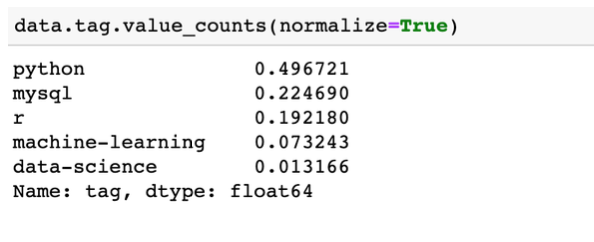 data.tag.value_counts(normalize=True)
python 0.496721
mysql 0.224690
r 0.192180
machine-learning 0.073243
data-science 0.013166
Name: tag, dtype: float64